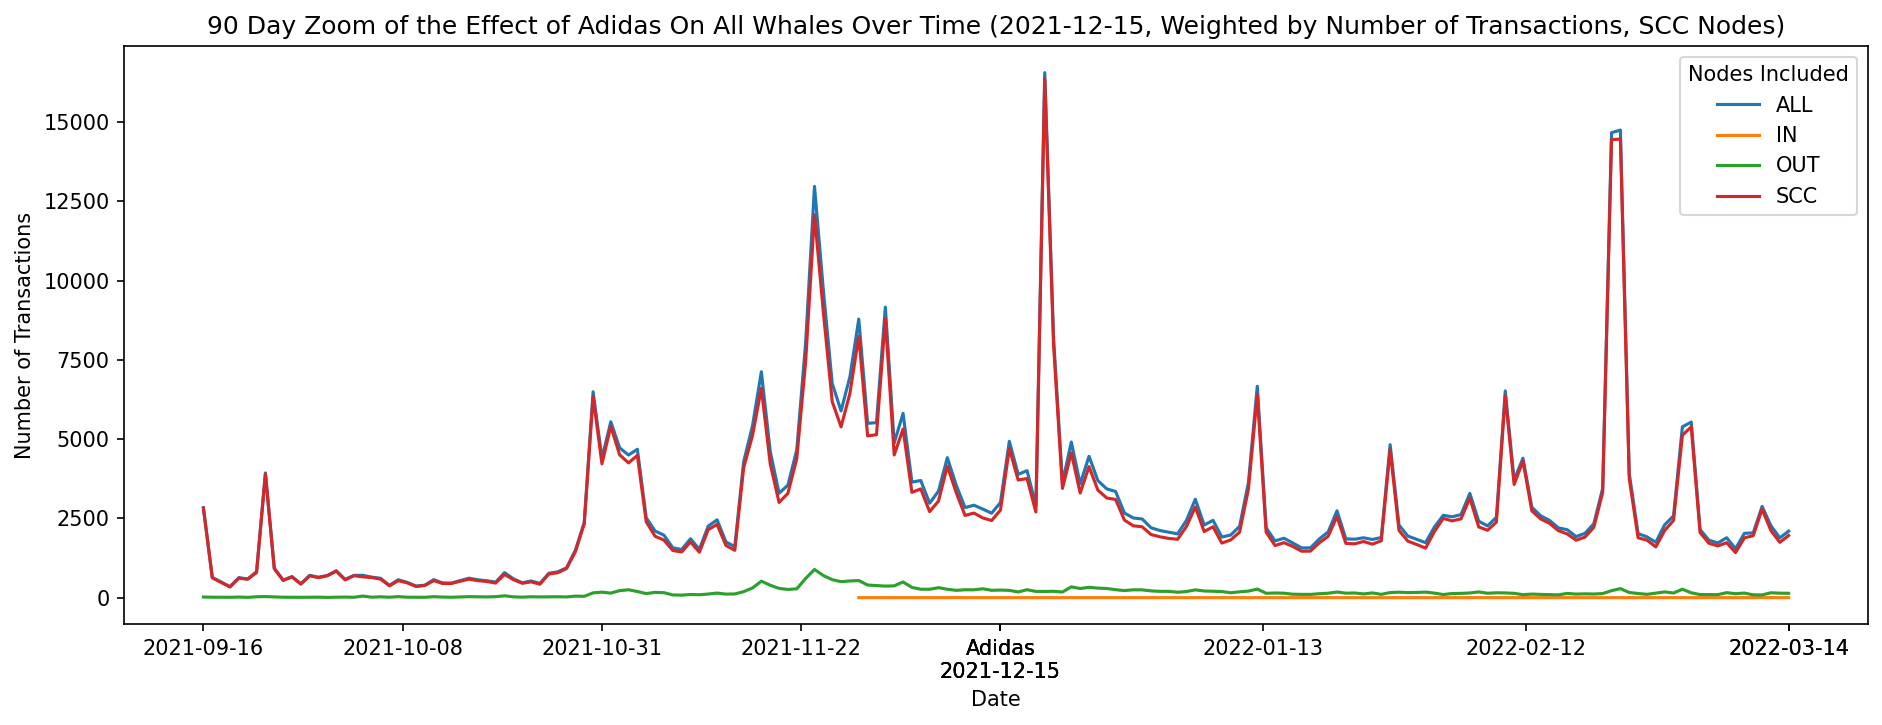 90 Day Zoom of the Effect of Adidas On All Whales Over Time (2021-12-15, Weighted by Number of Transactions, SCC Nodes)
Nodes Included
ALL
IN
OUT
SCC
Number of Transactions
15000
12500
10000
7500
5000
2500
0
2021-09-16
2021-10-08
2021-10-31
2021-11-22
Adidas
2021-12-15
2022-01-13
2022-02-12
2022-03-14
Date